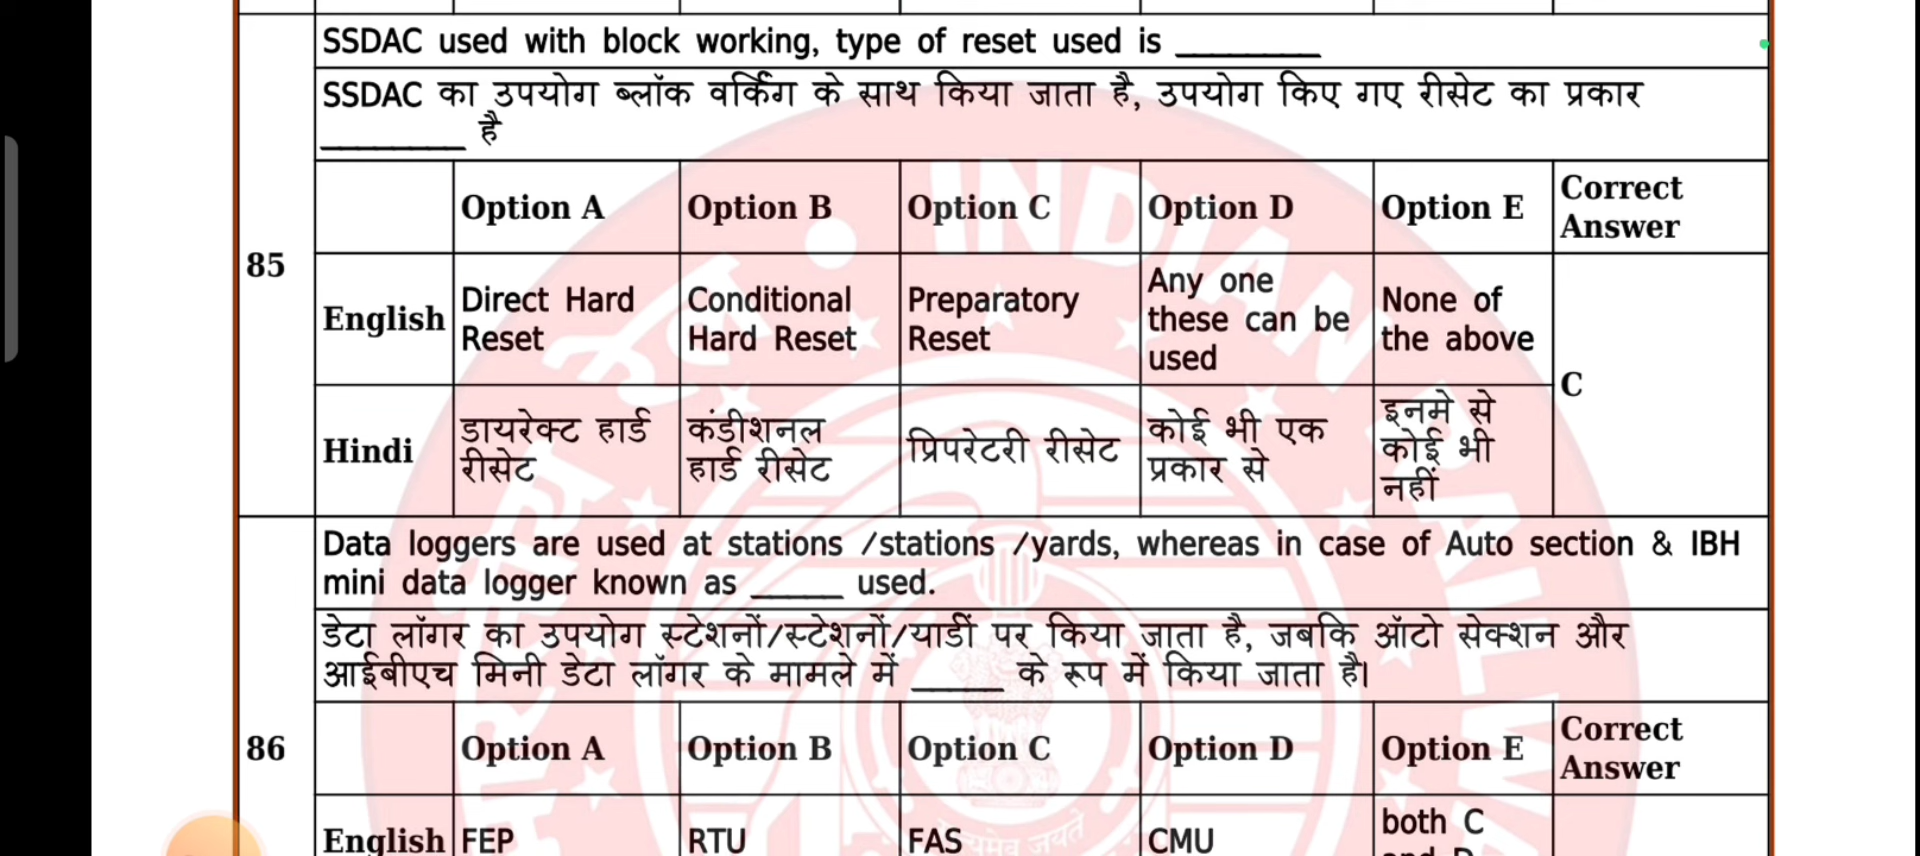 SSDAC used with block working, type of reset used is ________
SSDAC का उपयोग ब्लॉक वर्किंग के साथ किया जाता है, उपयोग किए गए रीसेट का प्रकार
________ है
85
Option A Option B Option C Option D Option E Correct Answer
English Direct Hard Reset Conditional Hard Reset Preparatory Reset Any one these can be used None of the above
C
Hindi डायरेक्ट हार्ड रीसेट कंडीशनल हार्ड रीसेट प्रिपरेटरी रीसेट कोई भी एक प्रकार से इनमे से कोई भी नहीं
Data loggers are used at stations /stations /yards, whereas in case of Auto section & IBH
mini data logger known as _____ used.
डेटा लॉगर का उपयोग स्टेशनों/स्टेशनों/यार्डी पर किया जाता है, जबकि ऑटो सेक्शन और
आईबीएच मिनी डेटा लॉगर के मामले में _____ के रूप में किया जाता है।
86
Option A Option B Option C Option D Option E Correct Answer
English FEP RTU FAS CMU both C
INDIAN RAILWA
सत्यमेव जयते